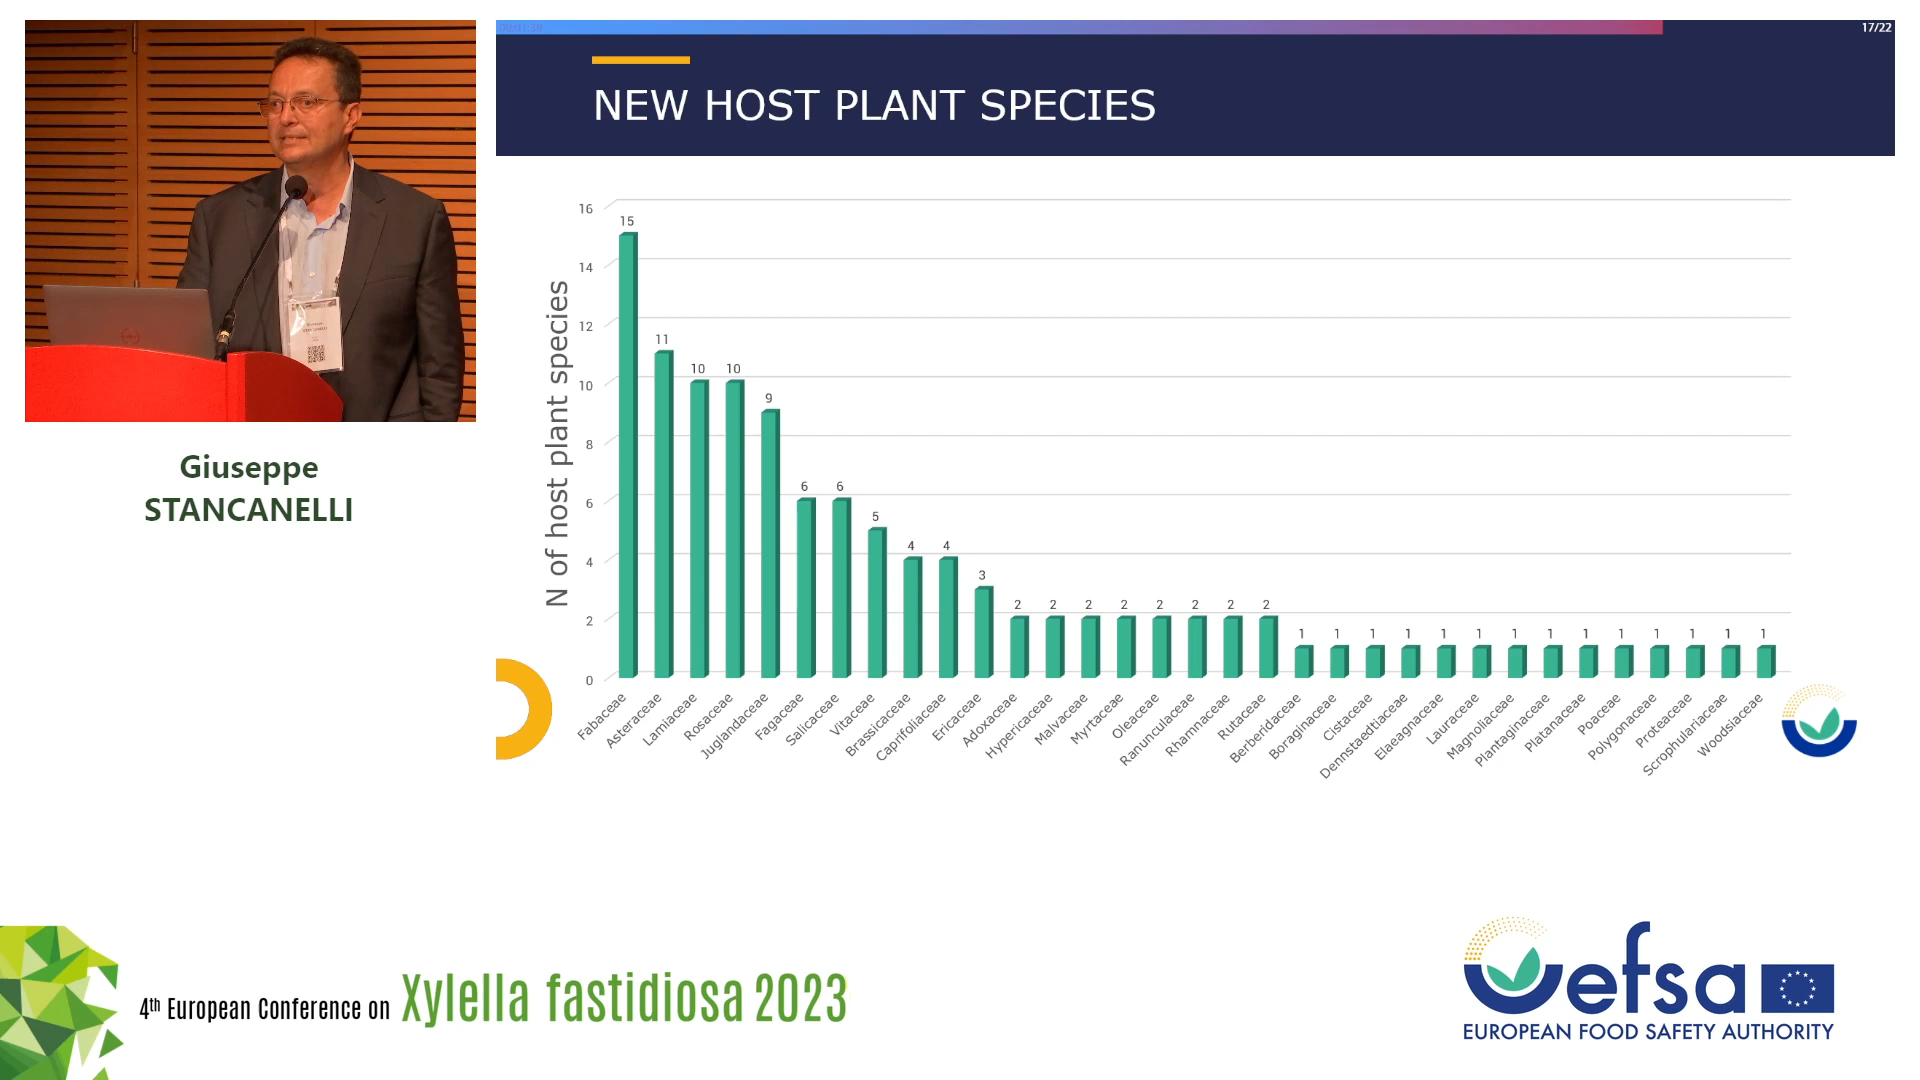 17/22
NEW HOST PLANT SPECIES
N of host plant species
16
14
12
10
8
6
4
2
0
15
11
10
10
9
6
6
5
4
4
3
2
2
2
2
2
2
2
2
1
1
1
1
1
1
1
1
1
1
1
1
1
1
Fabaceae
Asteraceae
Lamiaceae
Rosaceae
Juglandaceae
Fagaceae
Salicaceae
Vitaceae
Brassicaceae
Caprifoliaceae
Ericaceae
Adoxaceae
Hypericaceae
Malvaceae
Myrtaceae
Oleaceae
Ranunculaceae
Rhamnaceae
Rutaceae
Berberidaceae
Boraginaceae
Cistaceae
Dennstaedtiaceae
Elaeagnaceae
Lauraceae
Magnoliaceae
Plantaginaceae
Platanaceae
Poaceae
Polygonaceae
Proteaceae
Scrophulariaceae
Woodsiaceae
Giuseppe
STANCANELLI
4th European Conference on Xylella fastidiosa 2023
efsa
EUROPEAN FOOD SAFETY AUTHORITY